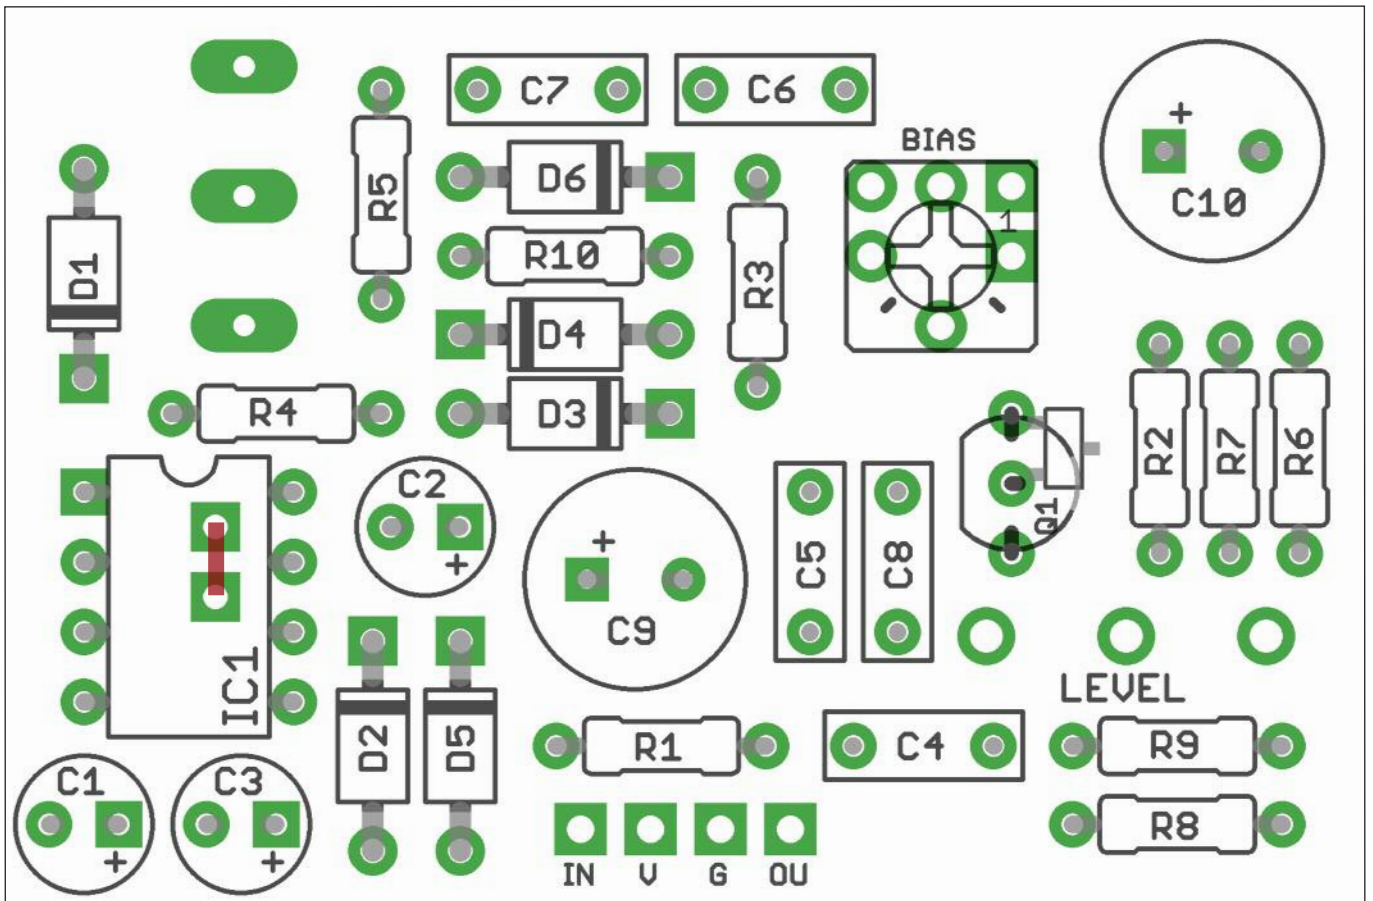 C7
C6
+
BIAS
D6
R5
1
C10
R10
D1
R3
D4
R4
D3
R2
R7
R6
C2
+
+
Q1
C5
C8
C9
IC1
LEVEL
D2
D5
R1
C4
R9
C1
C3
R8
+
+
IN
V
G
OU